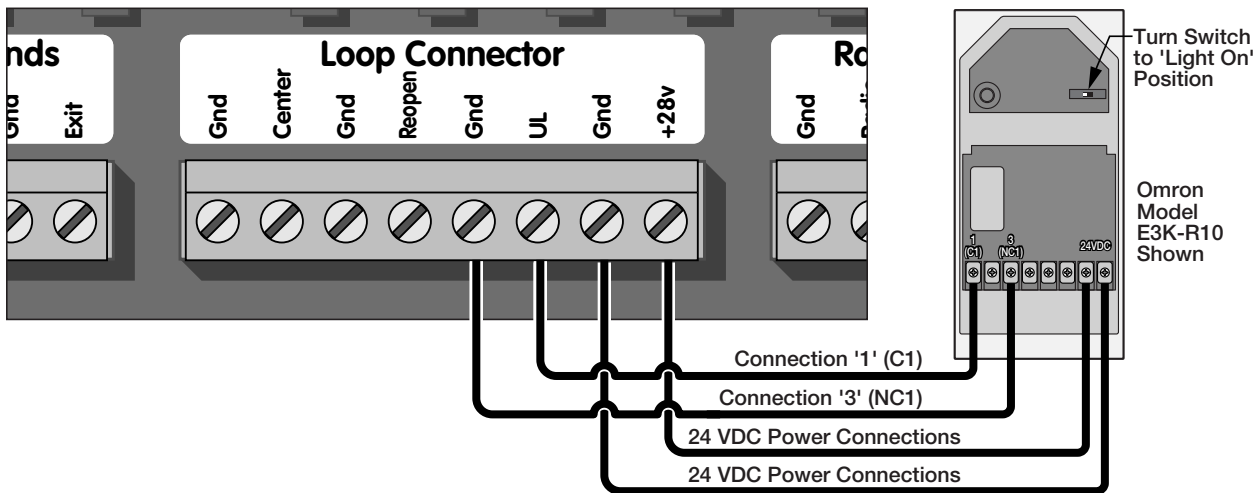 nds
Loop Connector
Gnd
Exit
Gnd
Center
Gnd
Reopen
Gnd
UL
Gnd
+28v
Gnd
Turn Switch
to 'Light On'
Position
Omron
Model
E3K-R10
Shown
1
(C1)
3
(NC1)
24VDC
Connection '1' (C1)
Connection '3' (NC1)
24 VDC Power Connections
24 VDC Power Connections